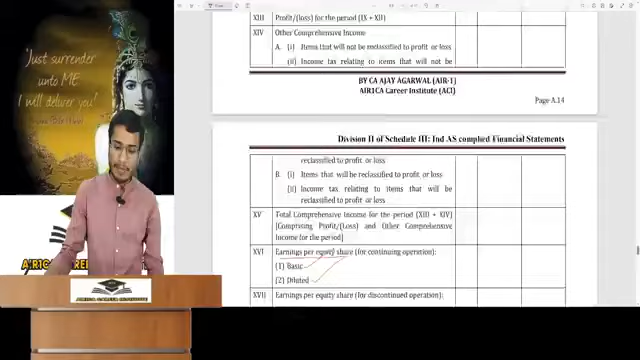 'Just surrender
unto ME,
I will deliver you'
XIII Profit/(loss) for the period (IX + XII)
XIV Other Comprehensive Income
A. (i) Items that will not be reclassified to profit or loss
(ii) Income tax relating to items that will not be
BY CA AJAY AGARWAL (AIR-1)
AIR1CA Career Institute (ACI)
Page A.14
Division II of Schedule III: Ind AS complied Financial Statements
reclassified to profit or loss
B. (i) Items that will be reclassified to profit or loss
(ii) Income tax relating to items that will be
reclassified to profit or loss
XV Total Comprehensive Income for the period (XIII + XIV)
(Comprising Profit/(Loss) and Other Comprehensive
Income for the period)
XVI Earnings per equity share (for continuing operation):
(1) Basic
(2) Diluted
XVII Earnings per equity share (for discontinued operation):
AIR1CA CAREER INSTITUTE